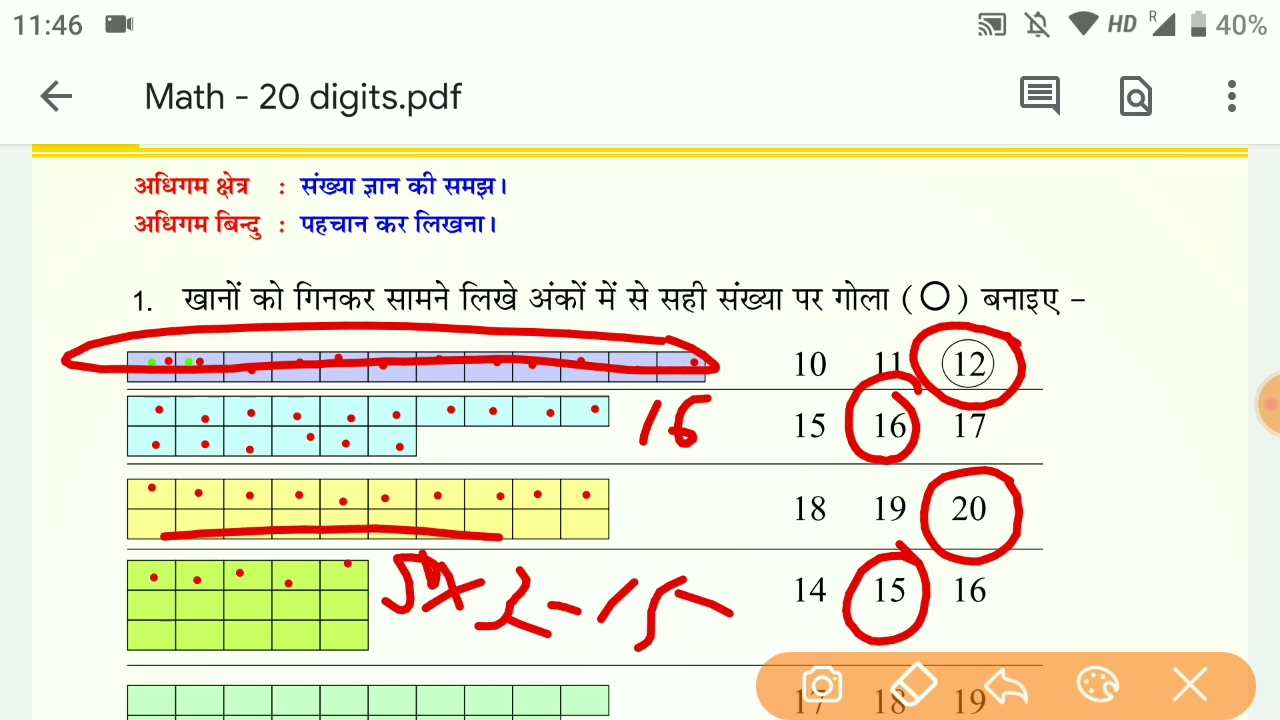 11:46 HD R 40%
Math - 20 digits.pdf
अधिगम क्षेत्र : संख्या ज्ञान की समझ।
अधिगम बिन्दु : पहचान कर लिखना।
1. खानों को गिनकर सामने लिखे अंकों में से सही संख्या पर गोला (○) बनाइए –
10 11 12
16 15 16 17
18 19 20
14 15 16
17 18 19